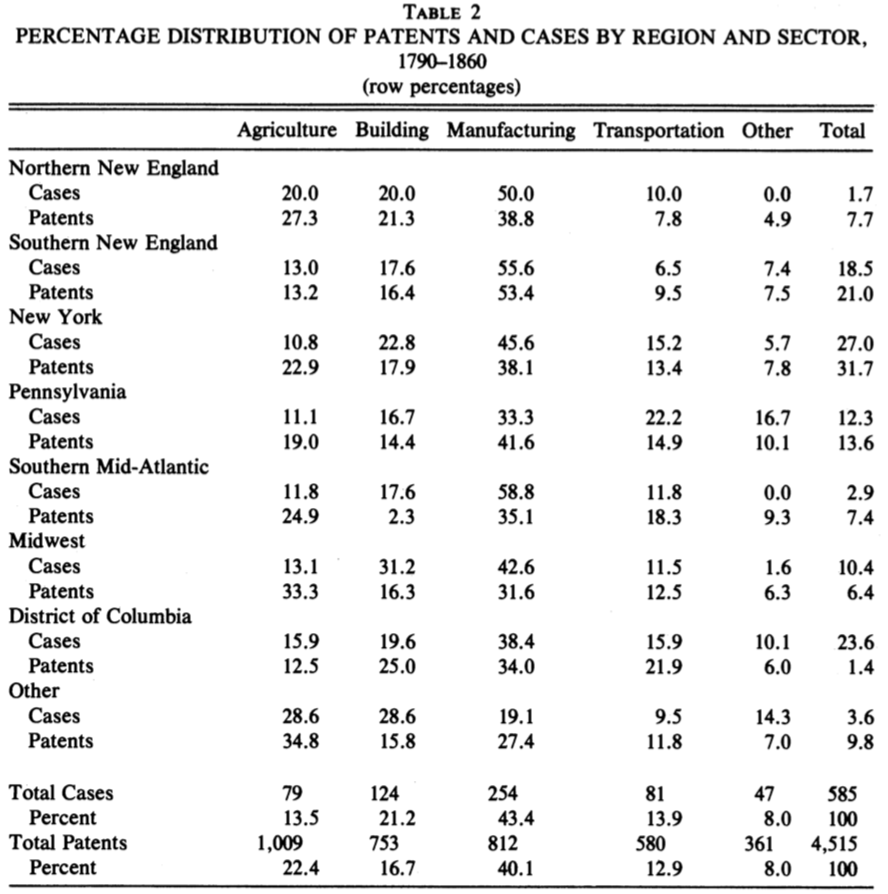 TABLE 2
PERCENTAGE DISTRIBUTION OF PATENTS AND CASES BY REGION AND SECTOR,
1790–1860
(row percentages)
Agriculture Building Manufacturing Transportation Other Total
Northern New England
Cases 20.0 20.0 50.0 10.0 0.0 1.7
Patents 27.3 21.3 38.8 7.8 4.9 7.7
Southern New England
Cases 13.0 17.6 55.6 6.5 7.4 18.5
Patents 13.2 16.4 53.4 9.5 7.5 21.0
New York
Cases 10.8 22.8 45.6 15.2 5.7 27.0
Patents 22.9 17.9 38.1 13.4 7.8 31.7
Pennsylvania
Cases 11.1 16.7 33.3 22.2 16.7 12.3
Patents 19.0 14.4 41.6 14.9 10.1 13.6
Southern Mid-Atlantic
Cases 11.8 17.6 58.8 11.8 0.0 2.9
Patents 24.9 2.3 35.1 18.3 9.3 7.4
Midwest
Cases 13.1 31.2 42.6 11.5 1.6 10.4
Patents 33.3 16.3 31.6 12.5 6.3 6.4
District of Columbia
Cases 15.9 19.6 38.4 15.9 10.1 23.6
Patents 12.5 25.0 34.0 21.9 6.0 1.4
Other
Cases 28.6 28.6 19.1 9.5 14.3 3.6
Patents 34.8 15.8 27.4 11.8 7.0 9.8
Total Cases 79 124 254 81 47 585
Percent 13.5 21.2 43.4 13.9 8.0 100
Total Patents 1,009 753 812 580 361 4,515
Percent 22.4 16.7 40.1 12.9 8.0 100